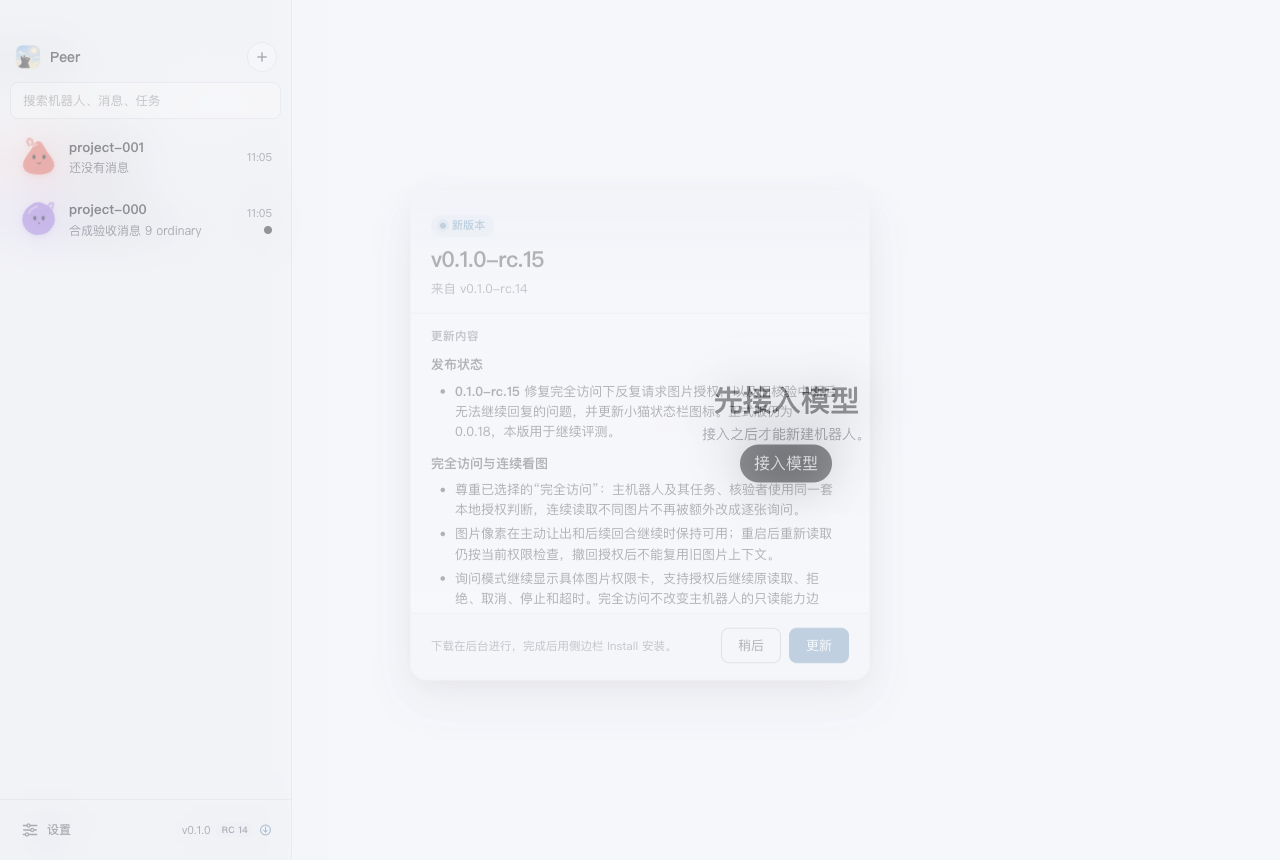 Peer
搜索机器人、消息、任务
project-001
11:05
还没有消息
project-000
11:05
合成验收消息 9 ordinary
新版本
v0.1.0-rc.15
来自 v0.1.0-rc.14
更新内容
发布状态
0.1.0-rc.15 修复完全访问下反复请求图片授权
无法继续回复的问题，并更新小猫状态栏图标。正式版仍为
0.0.18，本版用于继续评测。
先接入模型
接入之后才能新建机器人。
接入模型
完全访问与连续看图
尊重已选择的“完全访问”：主机器人及其任务、核验者使用同一套
本地授权判断，连续读取不同图片不再被额外改成逐张询问。
图片像素在主动让出和后续回合继续时保持可用；重启后重新读取
仍按当前权限检查，撤回授权后不能复用旧图片上下文。
询问模式继续显示具体图片权限卡，支持授权后继续原读取、拒
绝、取消、停止和超时。完全访问不改变主机器人的只读能力边
下载在后台进行，完成后用侧边栏 Install 安装。
稍后
更新
设置
v0.1.0
RC 14